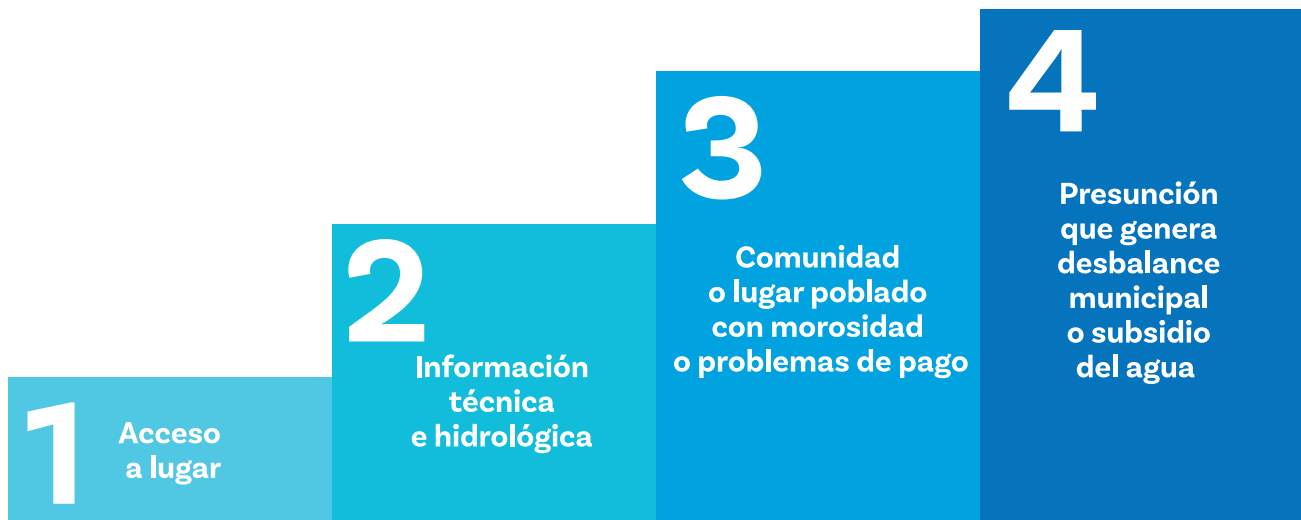 1
Acceso
a lugar
2
Información
técnica
e hidrológica
3
Comunidad
o lugar poblado
con morosidad
o problemas de pago
4
Presunción
que genera
desbalance
municipal
o subsidio
del agua